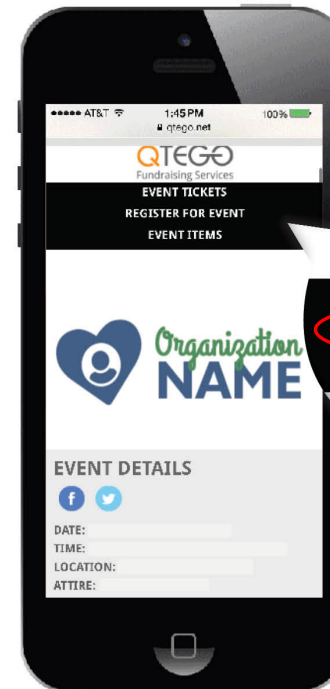 AT&T 1:45 PM 100%
qtego.net
QTEGO
Fundraising Services
EVENT TICKETS
REGISTER FOR EVENT
EVENT ITEMS
Organization
NAME
EVENT DETAILS
f
DATE:
TIME:
LOCATION:
ATTIRE: